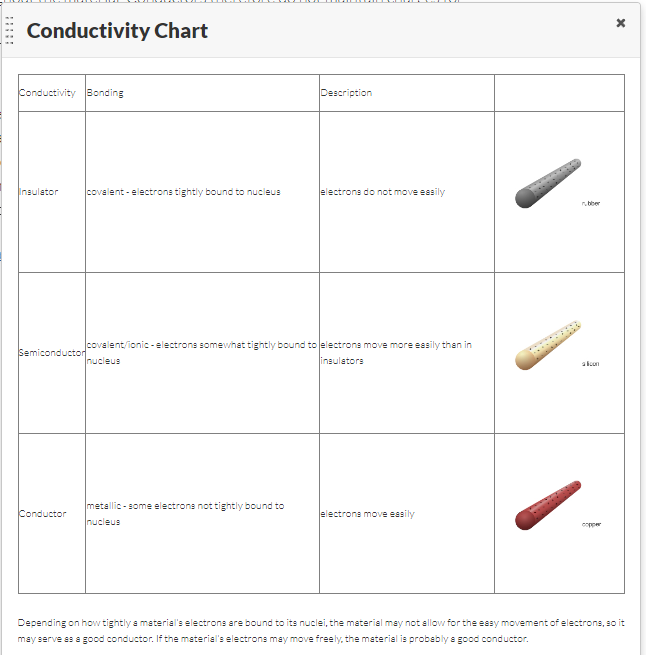 Conductivity Chart
Conductivity Bonding Description
Insulator covalent - electrons tightly bound to nucleus electrons do not move easily
rubber
Semiconductor covalent/ionic - electrons somewhat tightly bound to nucleus electrons move more easily than in insulators
silicon
Conductor metallic - some electrons not tightly bound to nucleus electrons move easily
copper
Depending on how tightly a material's electrons are bound to its nuclei, the material may not allow for the easy movement of electrons, so it
may serve as a good conductor. If the material's electrons may move freely, the material is probably a good conductor.